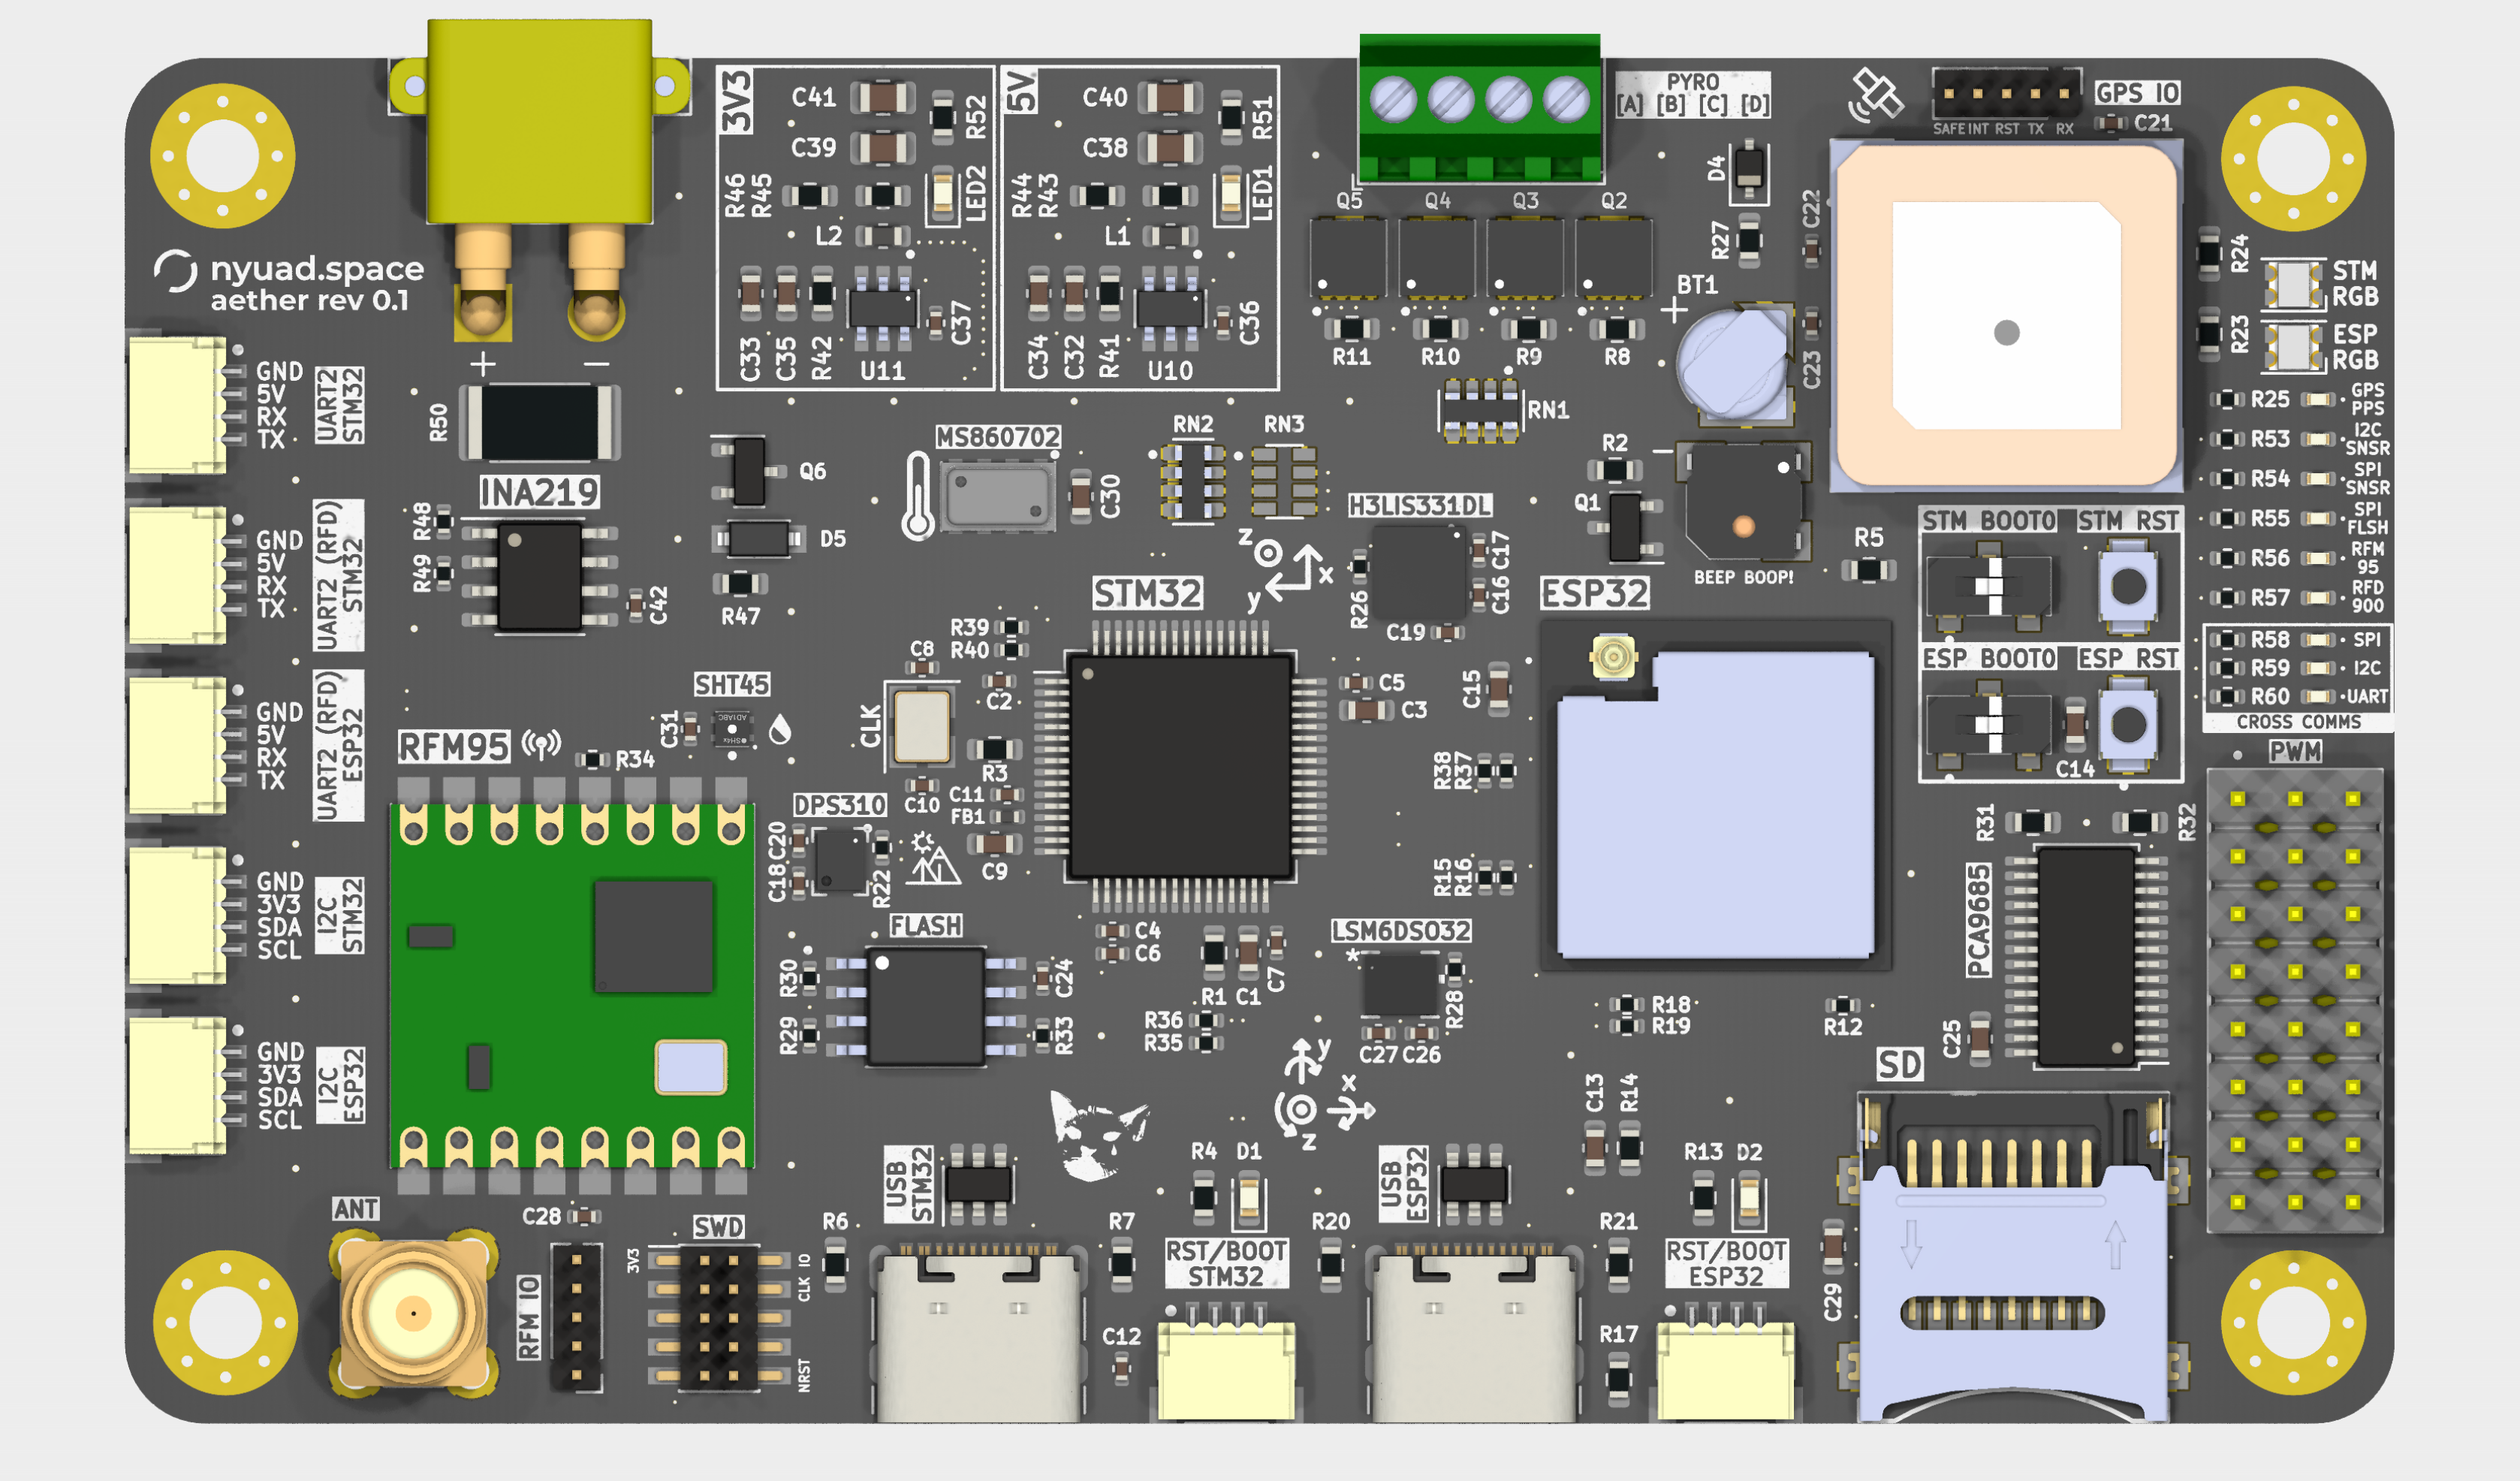 nyuad.space
aether rev 0.1
3V3
C41
R52
C39
R46
R45
LED2
L2
C33
C35
R42
U11
C37
5V
C40
R51
C38
R44
R43
LED1
L1
C34
C32
R41
U10
C36
PYRO
[A] [B] [C] [D]
Q5
Q4
Q3
Q2
D4
R27
R11
R10
R9
R8
BT1
+
-
RN1
GPS IO
SAFE INT RST TX RX
C21
C22
C23
R24
R23
STM
RGB
ESP
RGB
R25
GPS
PPS
R53
I2C
SNSR
R54
SPI
SNSR
R55
SPI
FLSH
R56
RFM
95
R57
RFD
900
R58
SPI
R59
I2C
R60
UART
CROSS COMMS
PWM
+
-
R50
INA219
R48
R49
C42
Q6
D5
R47
MS860702
C30
RN2
RN3
H3LIS331DL
z
x
y
R26
C17
C16
C19
R2
Q1
BEEP BOOP!
R5
STM BOOT0
STM RST
ESP BOOT0
ESP RST
C14
GND
5V
RX
TX
UART2
STM32
GND
5V
RX
TX
UART2 (RFD)
STM32
GND
5V
RX
TX
UART2 (RFD)
ESP32
GND
3V3
SDA
SCL
I2C
STM32
GND
3V3
SDA
SCL
I2C
ESP32
STM32
R39
R40
C8
C2
CLK
R3
C10
C11
FB1
C9
C5
C3
SHT45
C31
RFM95
R34
DPS310
C20
C18
R22
FLASH
R30
R29
C24
R33
C4
C6
R1
C1
C7
R36
R35
ESP32
C15
R38
R37
R15
R16
LSM6DSO32
*
R28
C27
C26
y
x
z
R18
R19
R12
R31
R32
PCA9685
C25
SD
C13
R14
R13
D2
R4
D1
USB
STM32
USB
ESP32
R6
R7
R20
R21
RST/BOOT
STM32
RST/BOOT
ESP32
C12
R17
C29
ANT
C28
RFM IO
SWD
3V3
IO
CLK
NRST